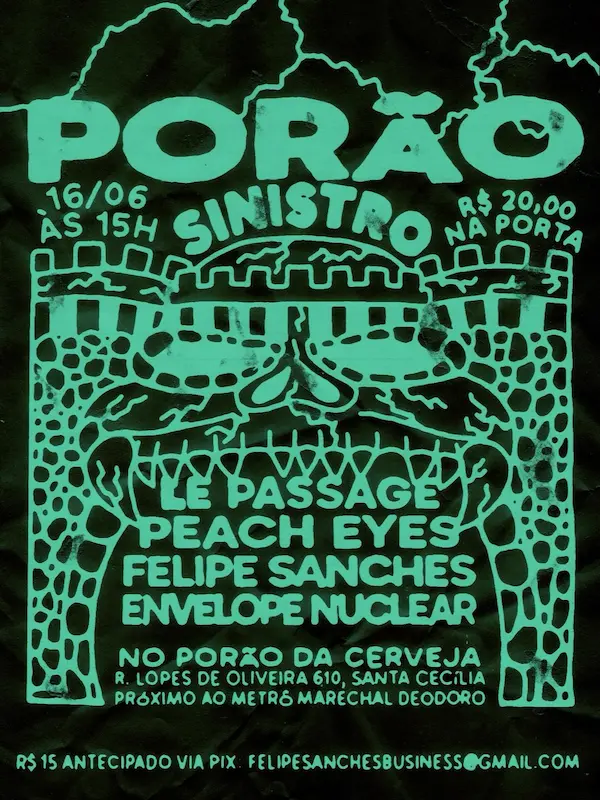 PORÃO
SINISTRO
16/06
ÀS 15H
R$ 20,00
NA PORTA
LE PASSAGE
PEACH EYES
FELIPE SANCHES
ENVELOPE NUCLEAR
NO PORÃO DA CERVEJA
R. LOPES DE OLIVEIRA 610, SANTA CECÍLIA
PRÓXIMO AO METRÔ MARECHAL DEODORO
R$ 15 ANTECIPADO VIA PIX: FELIPESANCHESBUSINESS@GMAIL.COM